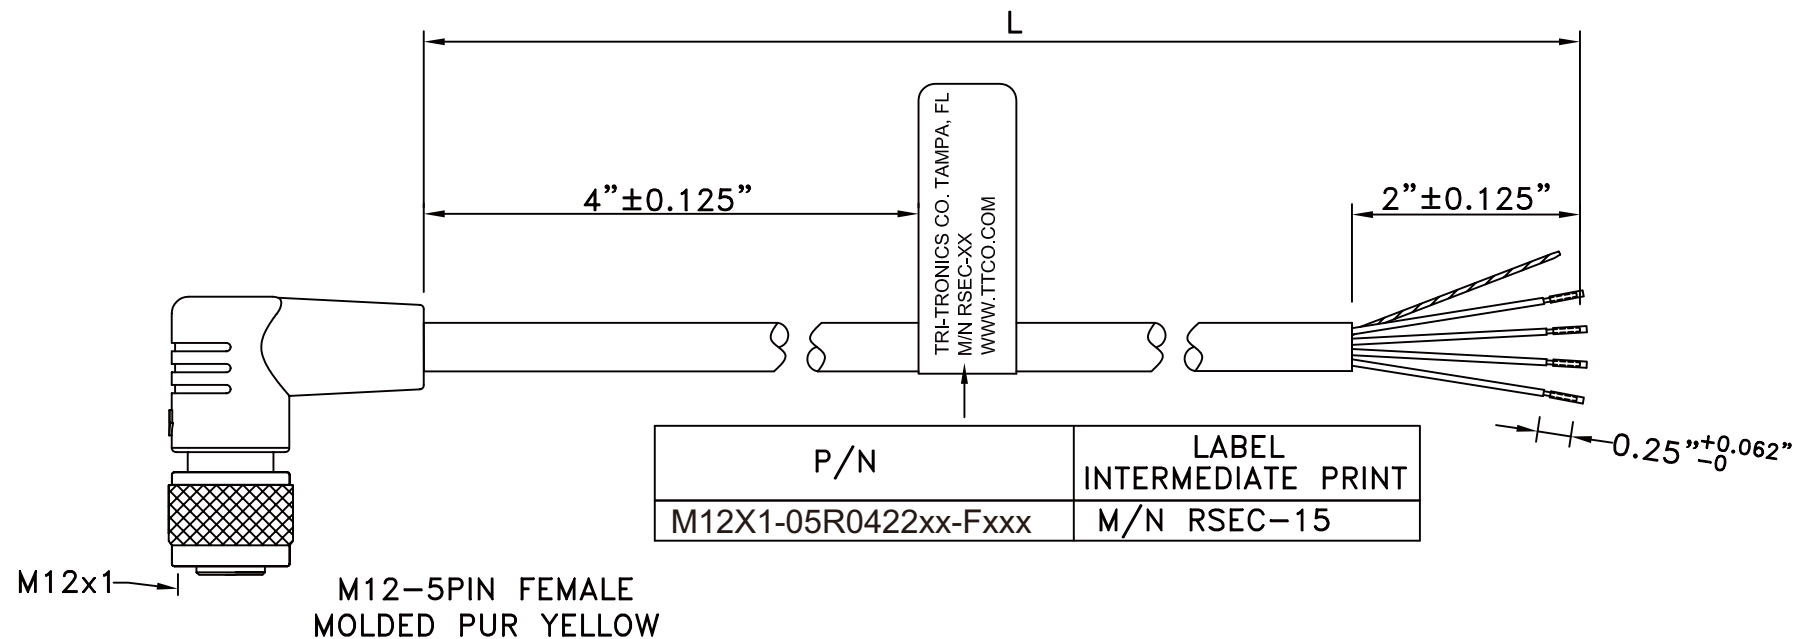 L
4”±0.125”
2”±0.125”
TRI-TRONICS CO. TAMPA, FL
M/N RSEC-XX
WWW.TTCO.COM
0.25”+0.062”
-0
P/N
LABEL
INTERMEDIATE PRINT
M12X1-05R0422xx-Fxxx
M/N RSEC-15
M12x1
M12-5PIN FEMALE
MOLDED PUR YELLOW